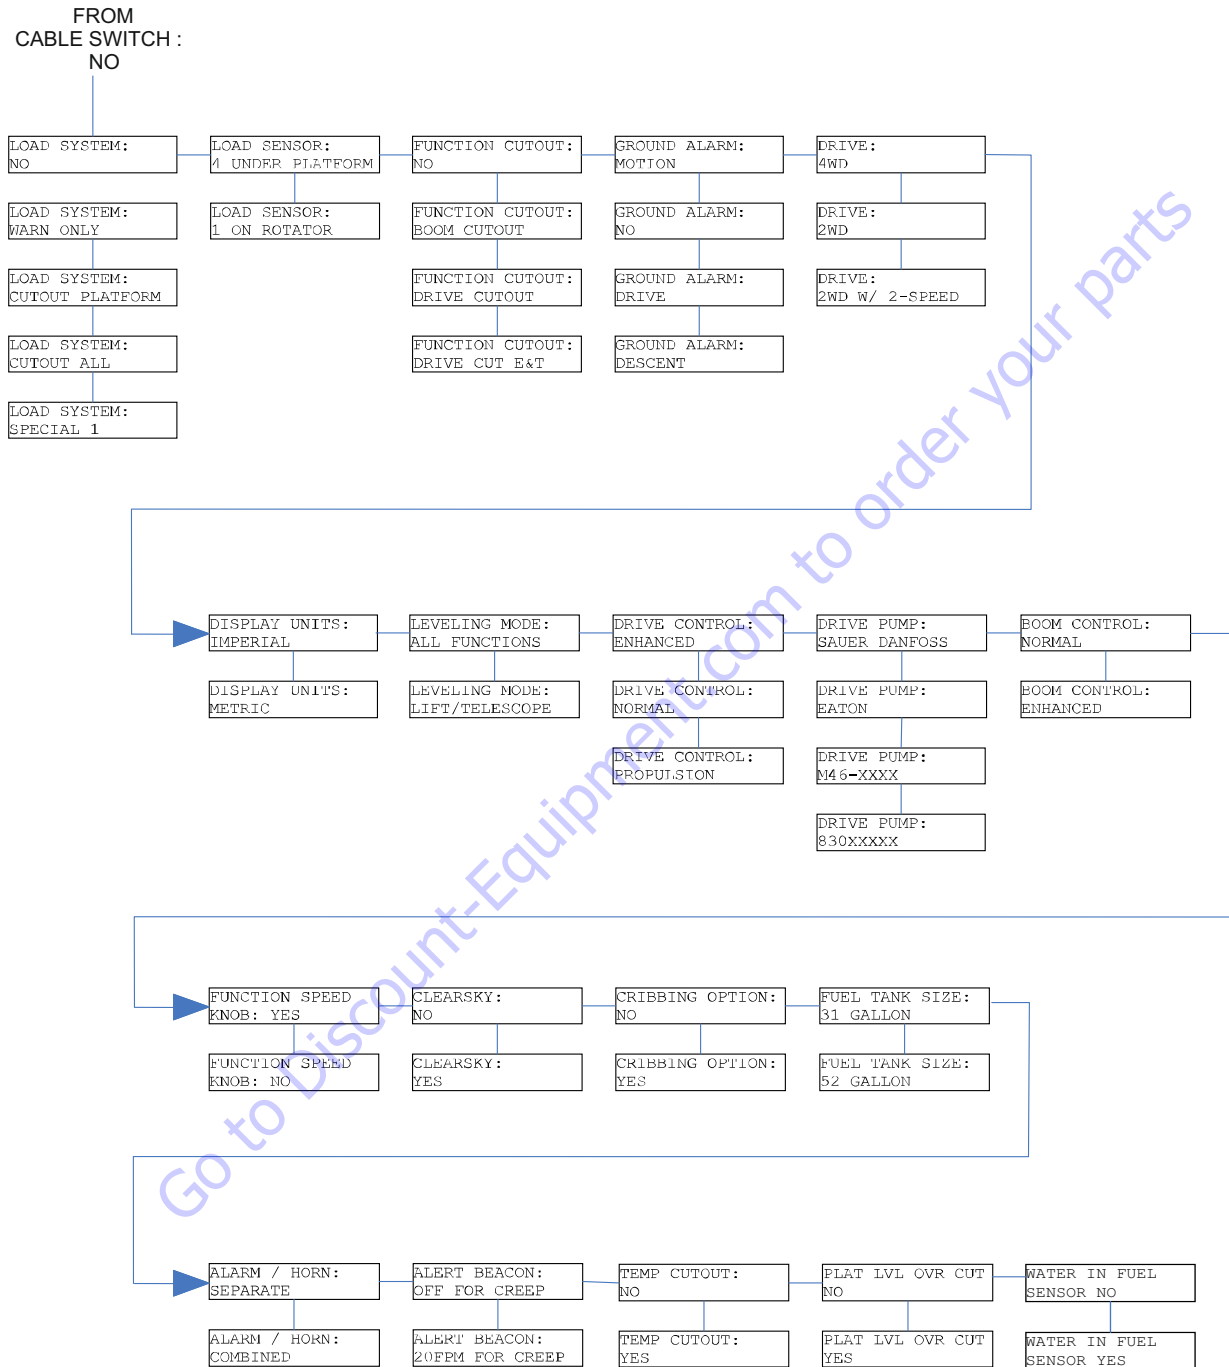 FROM
CABLE SWITCH :
NO
LOAD SYSTEM:
NO
LOAD SENSOR:
4 UNDER PLATFORM
FUNCTION CUTOUT:
NO
GROUND ALARM:
MOTION
DRIVE:
4WD
LOAD SYSTEM:
WARN ONLY
LOAD SENSOR:
1 ON ROTATOR
FUNCTION CUTOUT:
BOOM CUTOUT
GROUND ALARM:
NO
DRIVE:
2WD
LOAD SYSTEM:
CUTOUT PLATFORM
FUNCTION CUTOUT:
DRIVE CUTOUT
GROUND ALARM:
DRIVE
DRIVE:
2WD W/ 2-SPEED
LOAD SYSTEM:
CUTOUT ALL
FUNCTION CUTOUT:
DRIVE CUT E&T
GROUND ALARM:
DESCENT
LOAD SYSTEM:
SPECIAL 1
DISPLAY UNITS:
IMPERIAL
LEVELING MODE:
ALL FUNCTIONS
DRIVE CONTROL:
ENHANCED
DRIVE PUMP:
SAUER DANFOSS
BOOM CONTROL:
NORMAL
DISPLAY UNITS:
METRIC
LEVELING MODE:
LIFT/TELESCOPE
DRIVE CONTROL:
NORMAL
DRIVE PUMP:
EATON
BOOM CONTROL:
ENHANCED
DRIVE CONTROL:
PROPULSION
DRIVE PUMP:
M46-XXXX
DRIVE PUMP:
830XXXXX
FUNCTION SPEED
KNOB: YES
CLEARSKY:
NO
CRIBBING OPTION:
NO
FUEL TANK SIZE:
31 GALLON
FUNCTION SPEED
KNOB: NO
CLEARSKY:
YES
CRIBBING OPTION:
YES
FUEL TANK SIZE:
52 GALLON
ALARM / HORN:
SEPARATE
ALERT BEACON:
OFF FOR CREEP
TEMP CUTOUT:
NO
PLAT LVL OVR CUT
NO
WATER IN FUEL
SENSOR NO
ALARM / HORN:
COMBINED
ALERT BEACON:
20FPM FOR CREEP
TEMP CUTOUT:
YES
PLAT LVL OVR CUT
YES
WATER IN FUEL
SENSOR YES
Go to Discount-Equipment.com to order your parts